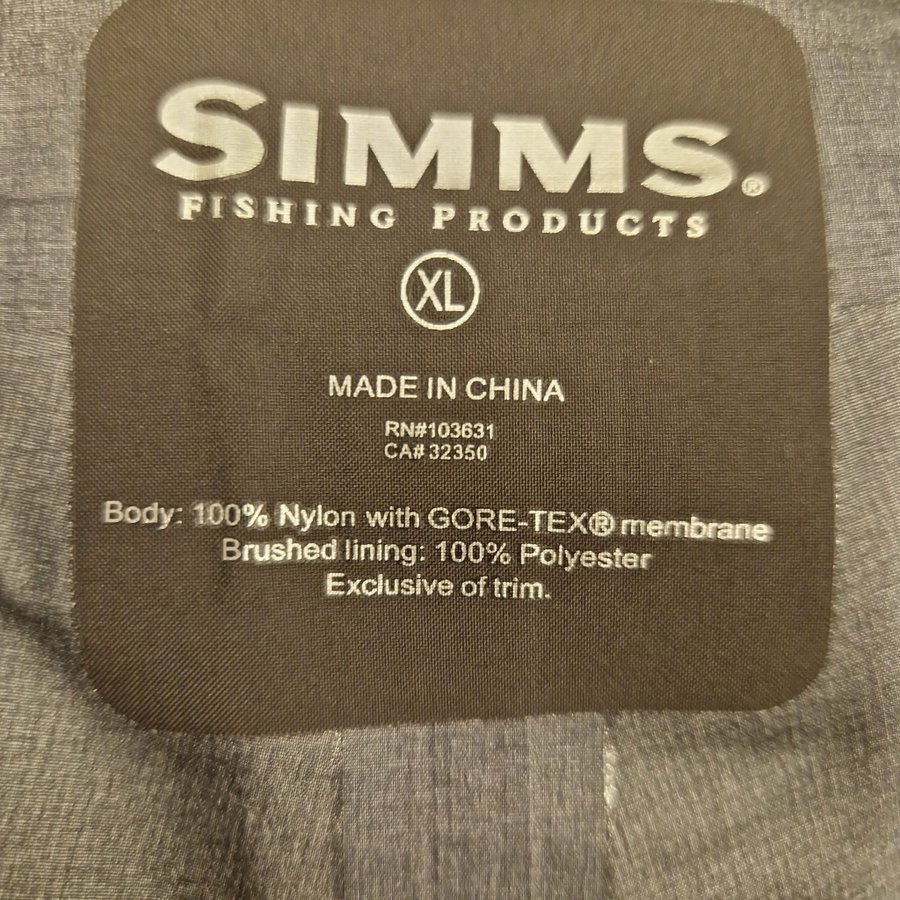 SIMMS®
FISHING PRODUCTS
XL
MADE IN CHINA
RN#103631
CA#32350
Body: 100% Nylon with GORE-TEX® membrane
Brushed lining: 100% Polyester
Exclusive of trim.